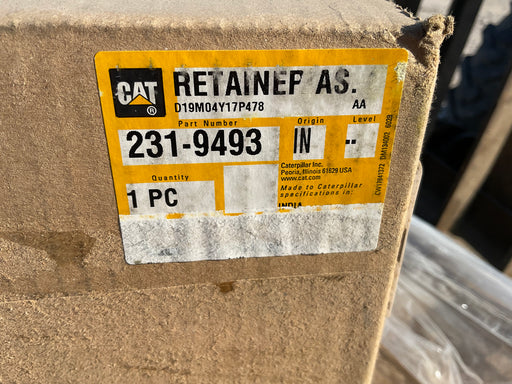 CAT
®
RETAINER AS.
D19M04Y17P478 AA
Part Number Origin Level
231-9493 IN --
Quantity
1 PC
Caterpillar Inc.
Peoria, Illinois 61629 USA
www.cat.com
Made to Caterpillar
specifications in:
INDIA